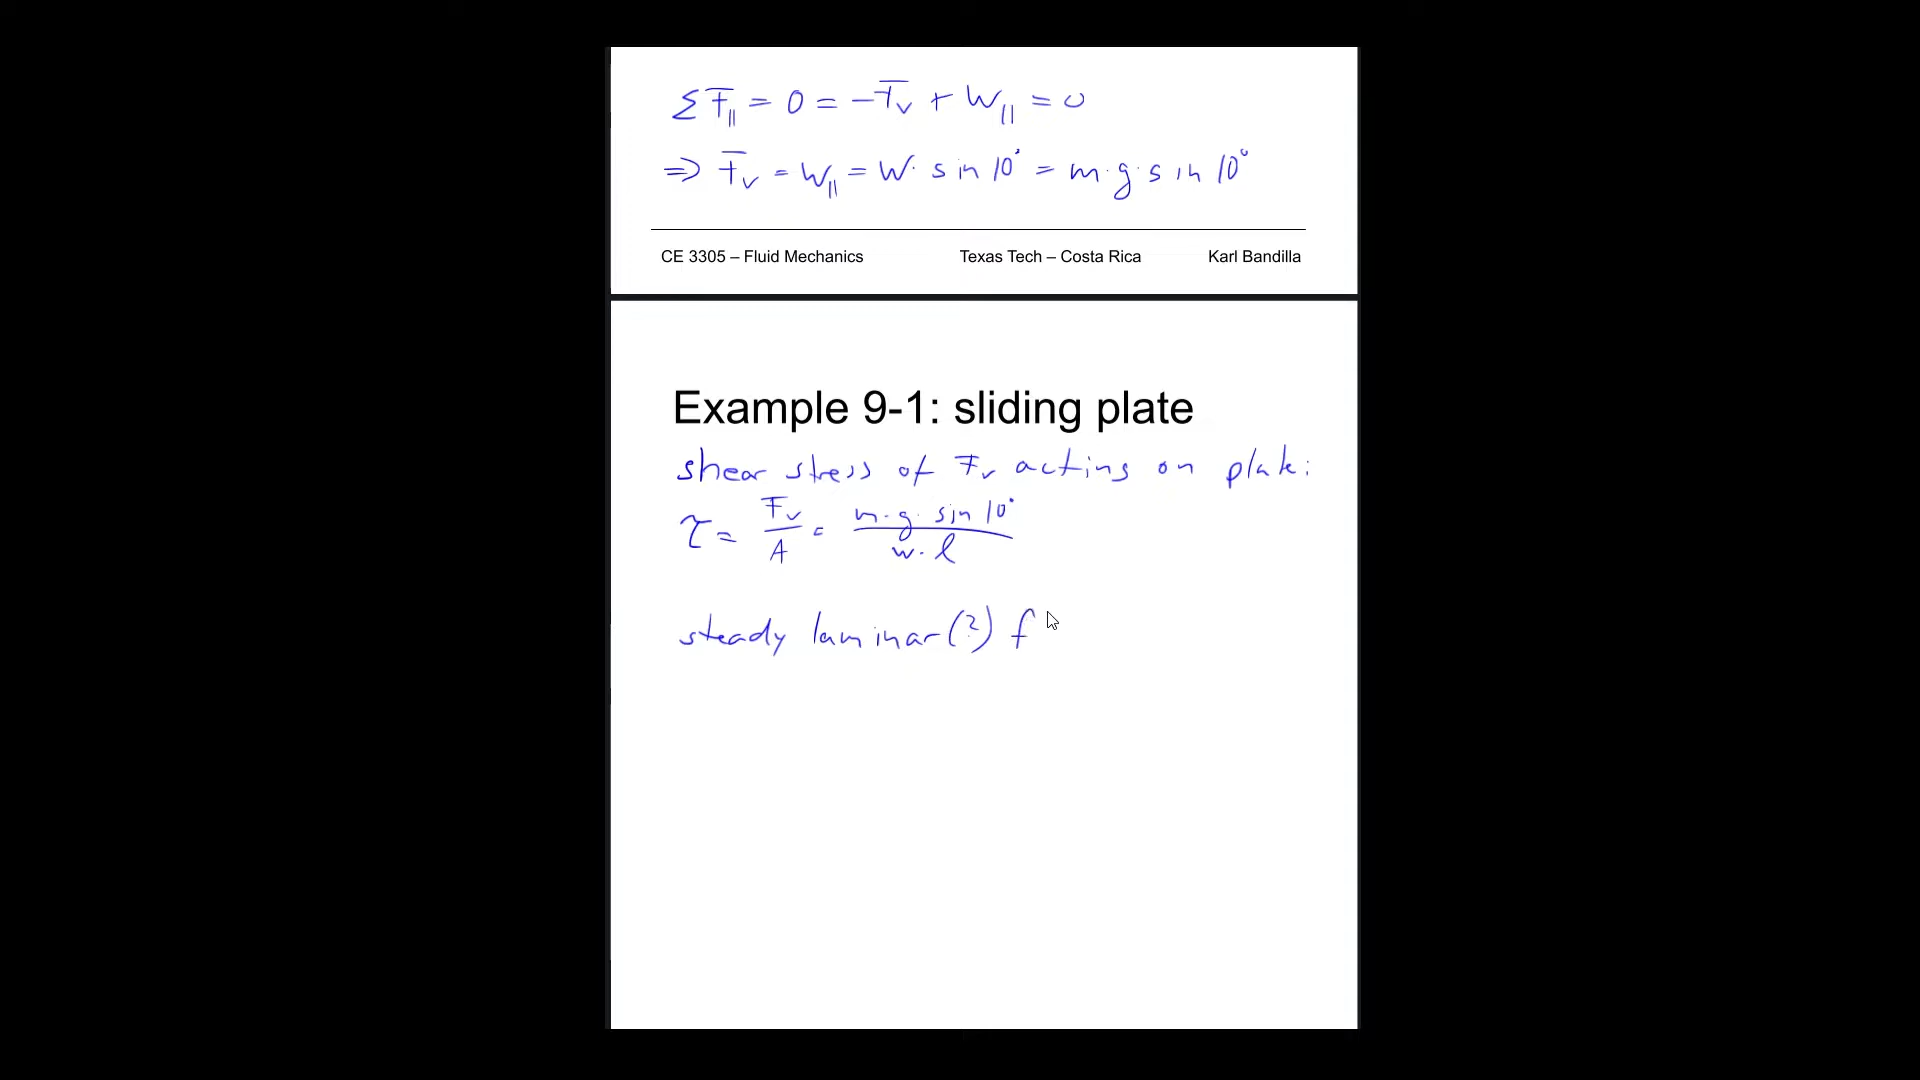 ΣF∥ = 0 = -Fv + W∥ = 0
⇒ Fv = W∥ = W· sin 10° = m·g·sin 10°
CE 3305 – Fluid Mechanics Texas Tech – Costa Rica Karl Bandilla
Example 9-1: sliding plate
shear stress of Fv acting on plate:
τ = Fv/A = m·g·sin 10°/w·l
steady laminar(?) f